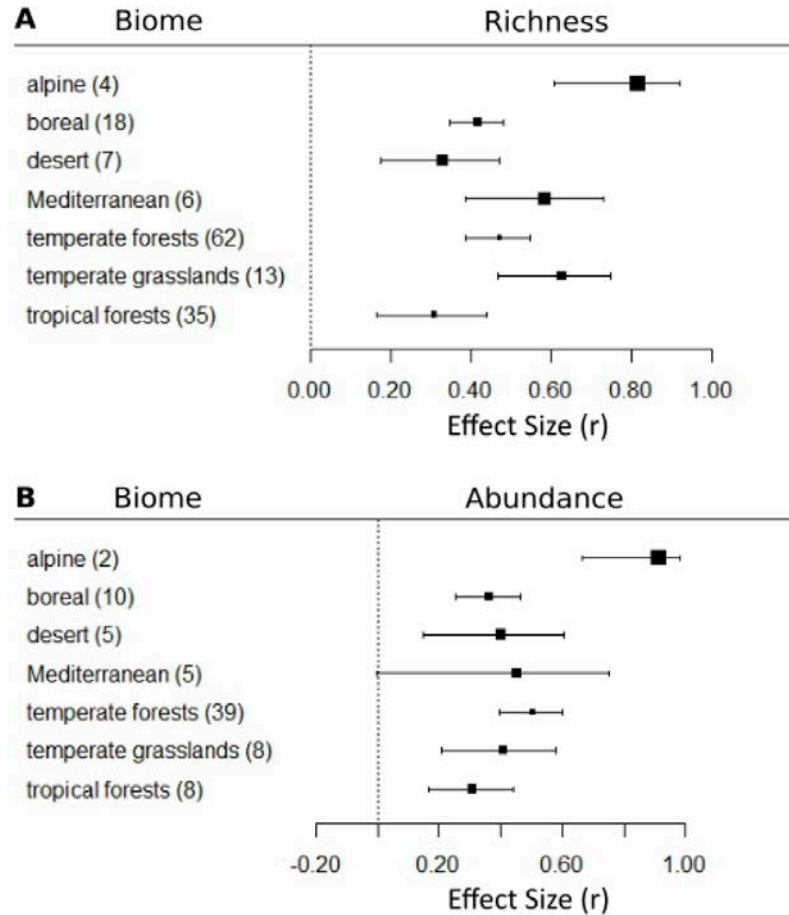 A Biome Richness
alpine (4)
boreal (18)
desert (7)
Mediterranean (6)
temperate forests (62)
temperate grasslands (13)
tropical forests (35)
0.00 0.20 0.40 0.60 0.80 1.00
Effect Size (r)
B Biome Abundance
alpine (2)
boreal (10)
desert (5)
Mediterranean (5)
temperate forests (39)
temperate grasslands (8)
tropical forests (8)
-0.20 0.20 0.60 1.00
Effect Size (r)